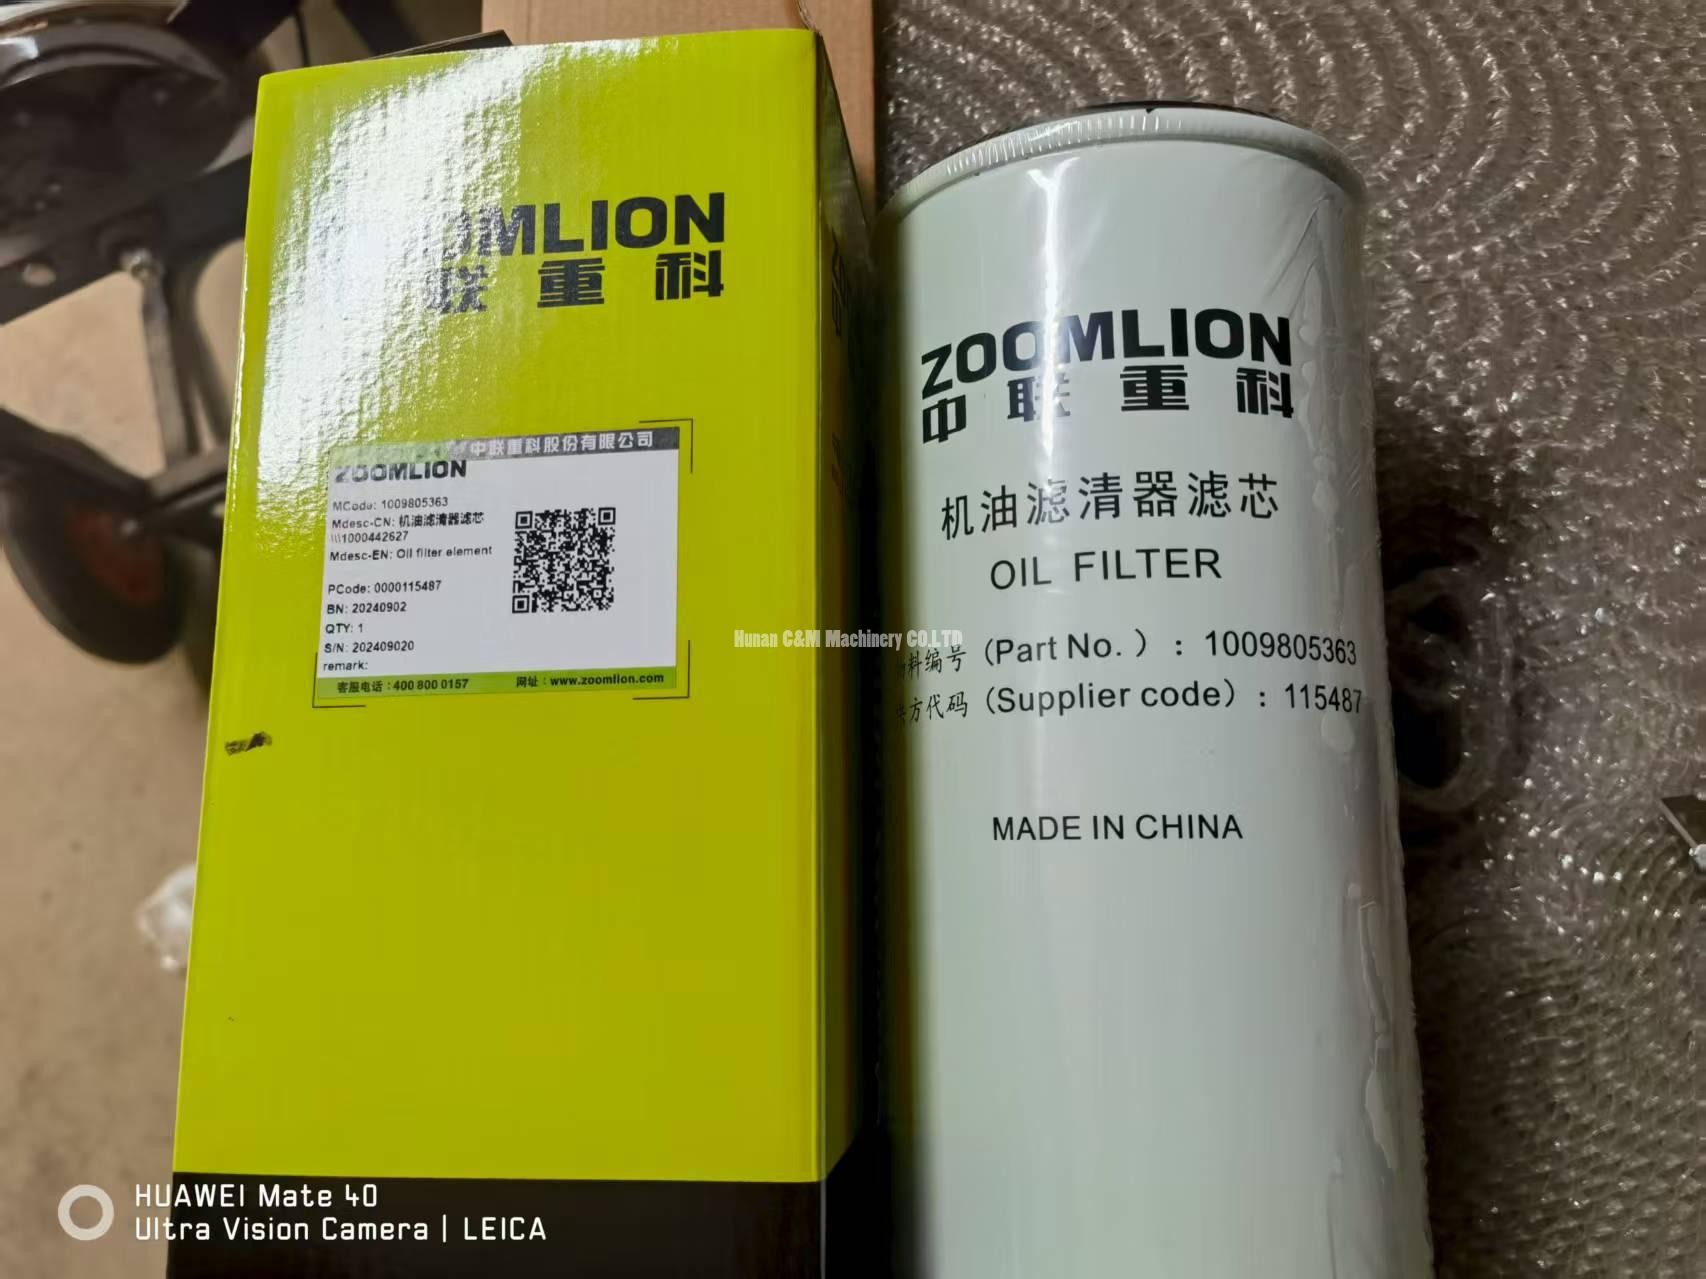 OMLION
联 重 科
中联重科股份有限公司
ZOOMLION
MCode: 1009805363
Mdesc-CN: 机油滤清器滤芯
\\\1000442627
Mdesc-EN: Oil filter element
PCode: 0000115487
BN: 20240902
QTY: 1
S/N: 202409020
remark:
客服电话：400 800 0157 网址：www.zoomlion.com
ZOOMLION
中 联 重 科
机油滤清器滤芯
OIL FILTER
料编号（Part No. ）：1009805363
方代码（Supplier code）：115487
MADE IN CHINA
Hunan C&M Machinery CO.LTD
HUAWEI Mate 40
Ultra Vision Camera | LEICA